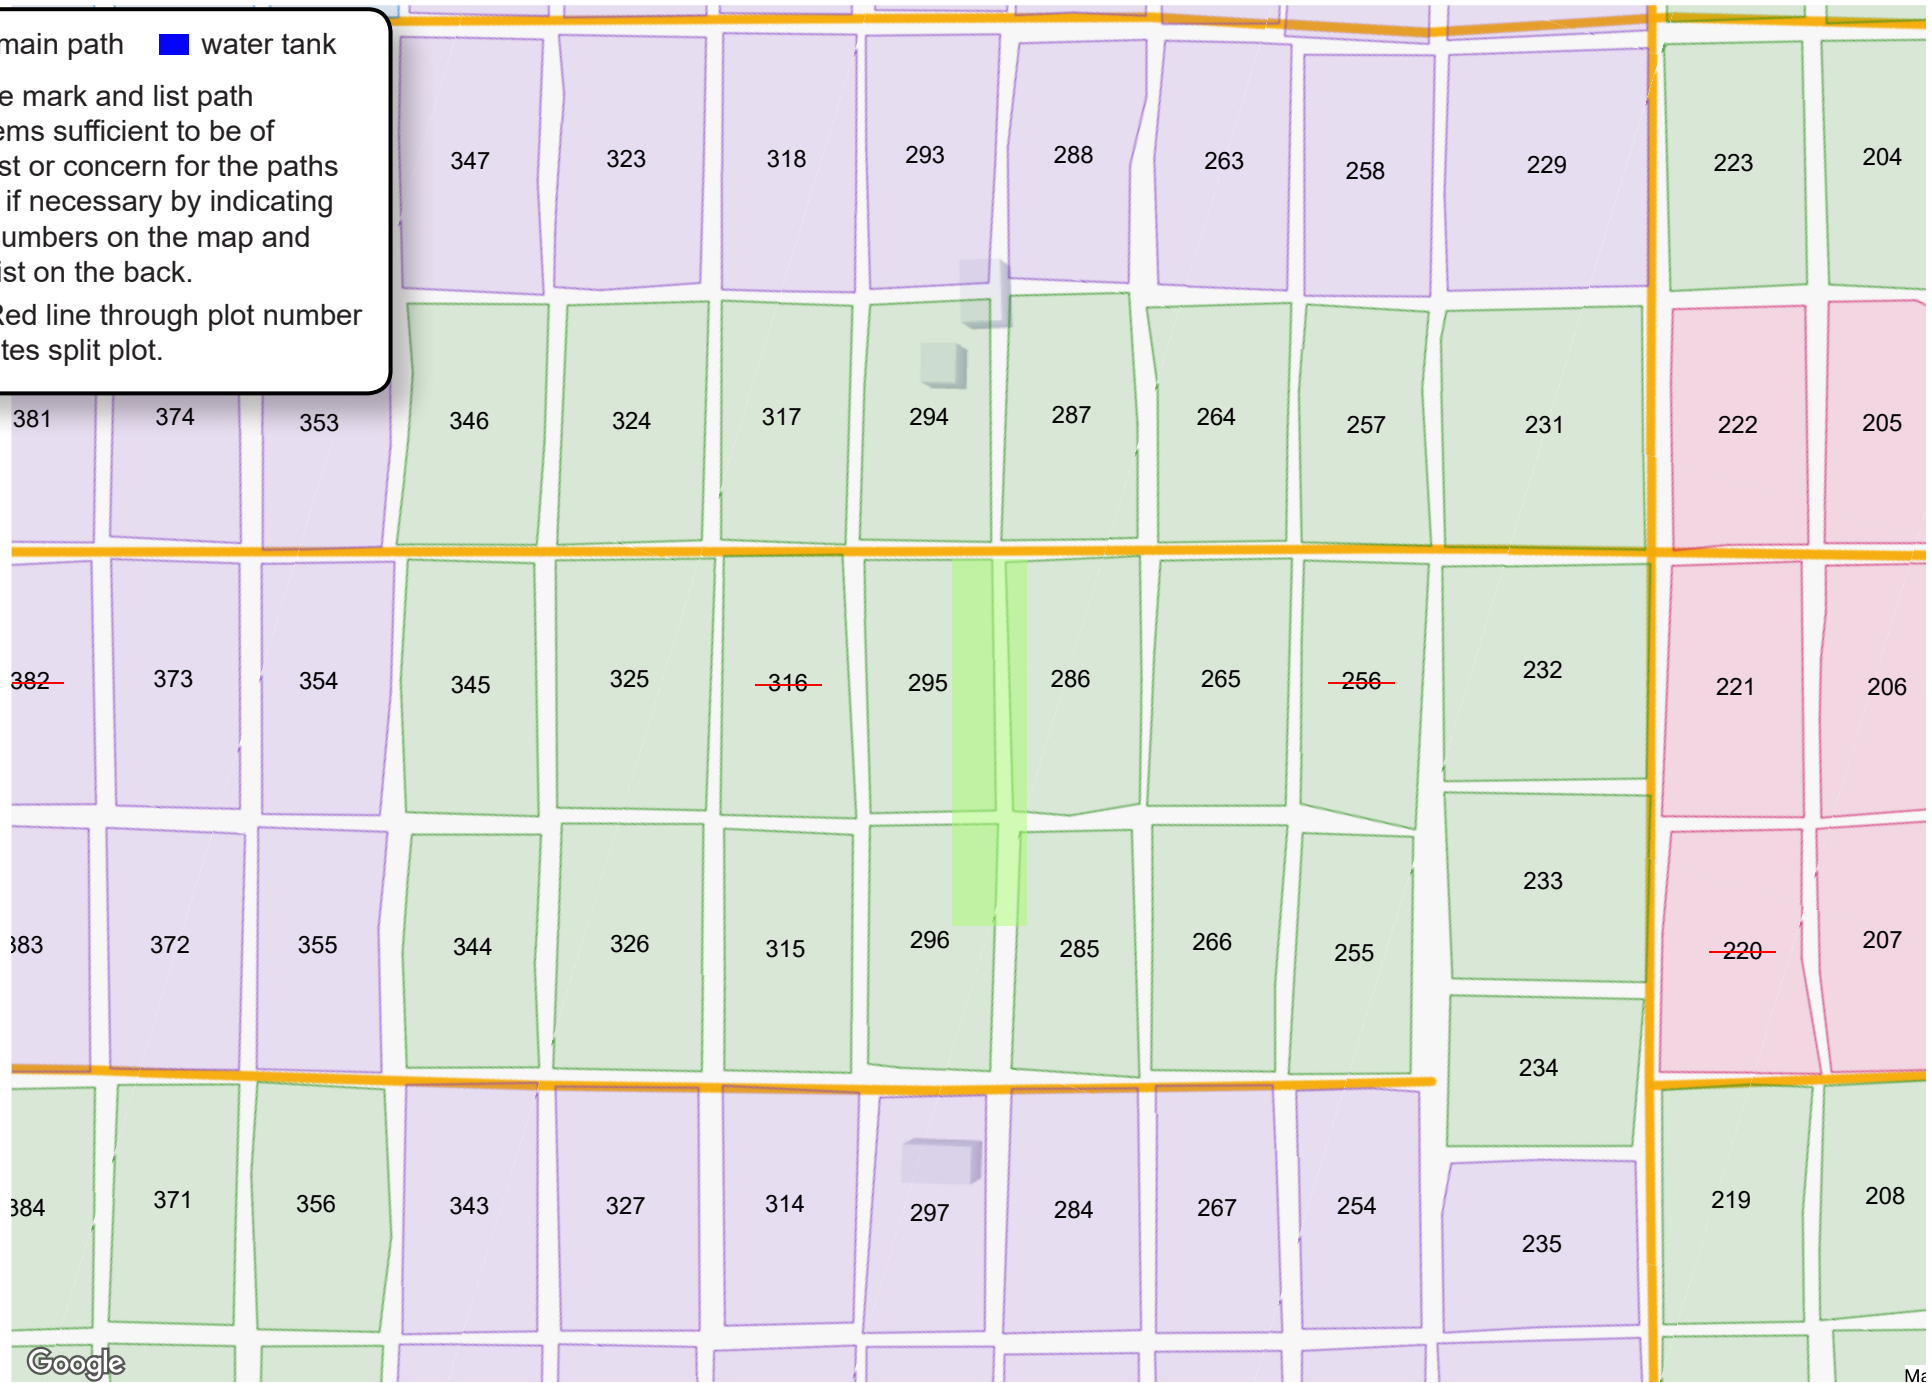 main path water tank
e mark and list path
ems sufficient to be of
st or concern for the paths
if necessary by indicating
umbers on the map and
ist on the back.
Red line through plot number
tes split plot.
347 323 318 293 288 263 258 229 223 204
381 374 353 346 324 317 294 287 264 257 231 222 205
382 373 354 345 325 316 295 286 265 256 232 221 206
233
383 372 355 344 326 315 296 285 266 255 220 207
234
384 371 356 343 327 314 297 284 267 254 235 219 208
Google
Ma